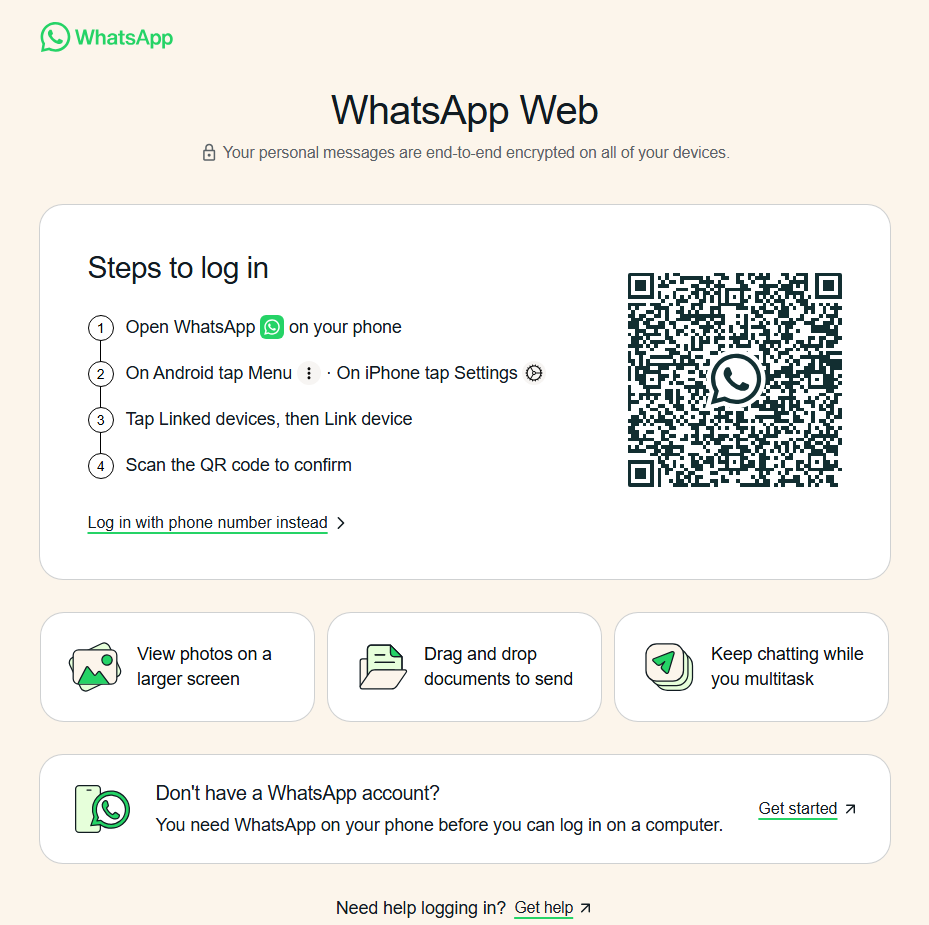 WhatsApp
WhatsApp Web
Your personal messages are end-to-end encrypted on all of your devices.
Steps to log in
1 Open WhatsApp on your phone
2 On Android tap Menu · On iPhone tap Settings
3 Tap Linked devices, then Link device
4 Scan the QR code to confirm
Log in with phone number instead
View photos on a
larger screen
Drag and drop
documents to send
Keep chatting while
you multitask
Don't have a WhatsApp account?
You need WhatsApp on your phone before you can log in on a computer.
Get started
Need help logging in? Get help